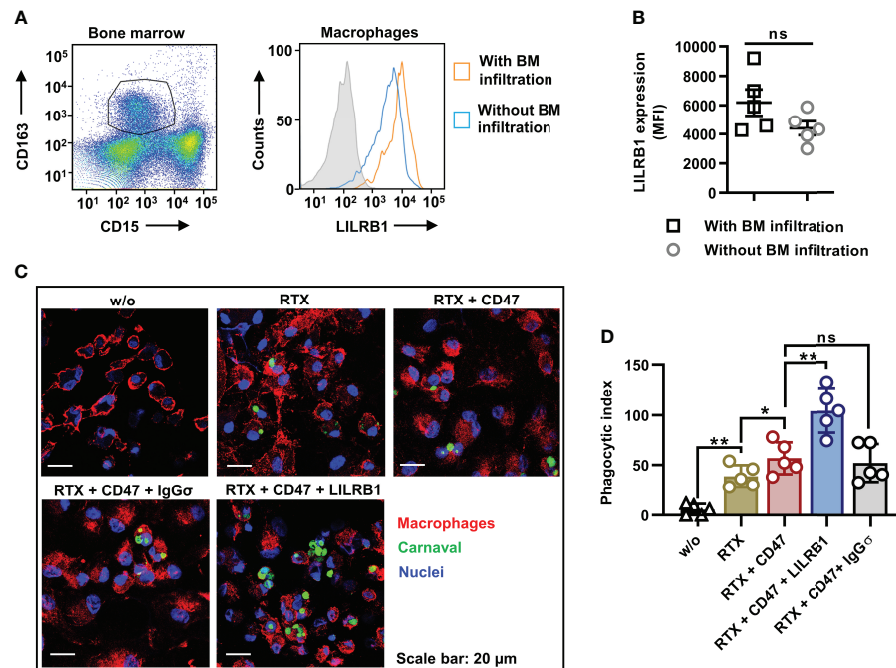 A
Bone marrow
CD163
10⁵
10⁴
10³
10²
10¹
10¹ 10² 10³ 10⁴ 10⁵
CD15
Macrophages
Counts
100
50
0
10¹ 10² 10³ 10⁴ 10⁵
LILRB1
With BM
infiltration
Without BM
infiltration
B
ns
LILRB1 expression
(MFI)
10000
8000
6000
4000
2000
0
With BM infiltration
Without BM infiltration
C
w/o
RTX
RTX + CD47
RTX + CD47 + IgGσ
RTX + CD47 + LILRB1
Macrophages
Carnaval
Nuclei
Scale bar: 20 µm
D
ns
**
*
**
Phagocytic index
150
100
50
0
w/o
RTX
RTX + CD47
RTX + CD47 + LILRB1
RTX + CD47+ IgGσ